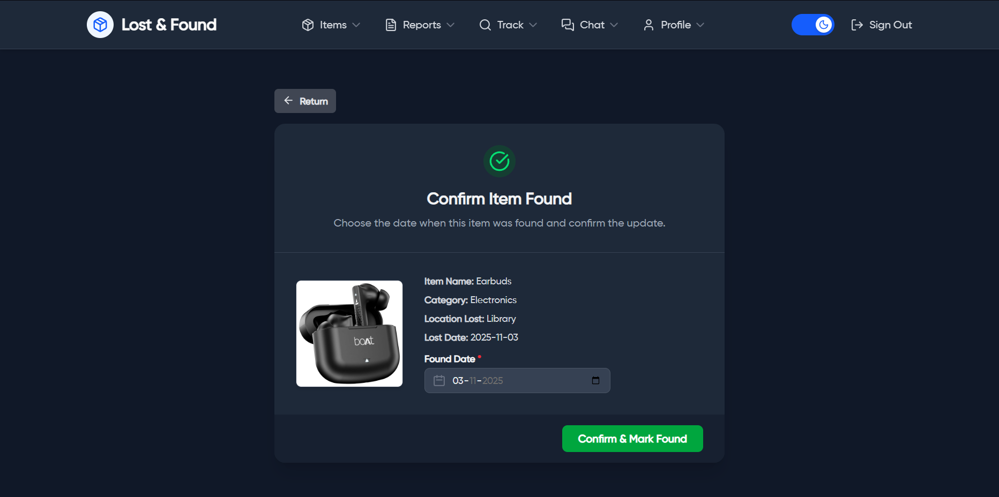 Lost & Found
Items
Reports
Track
Chat
Profile
Sign Out
Return
Confirm Item Found
Choose the date when this item was found and confirm the update.
boAt
Item Name: Earbuds
Category: Electronics
Location Lost: Library
Lost Date: 2025-11-03
Found Date *
03-11-2025
Confirm & Mark Found